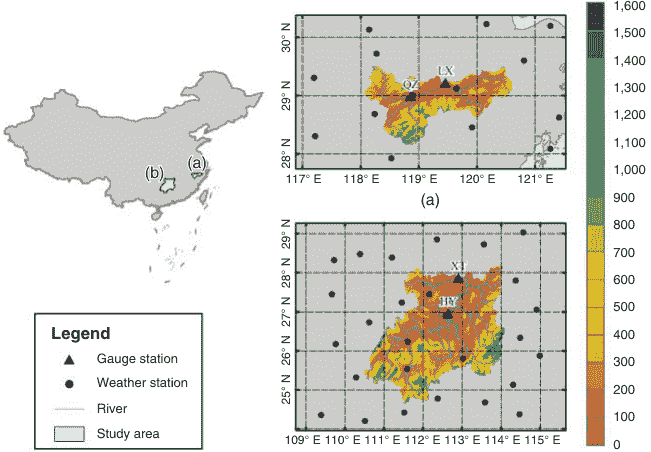 (b)
(a)
Legend
Gauge station
Weather station
River
Study area
30° N
29° N
28° N
QZ
LX
117° E
118° E
119° E
120° E
121° E
(a)
29° N
28° N
27° N
26° N
25° N
XT
HY
109° E
110° E
111° E
112° E
113° E
114° E
115° E
1,600
1,500
1,400
1,300
1,200
1,100
1,000
900
800
700
600
500
400
300
200
100
0